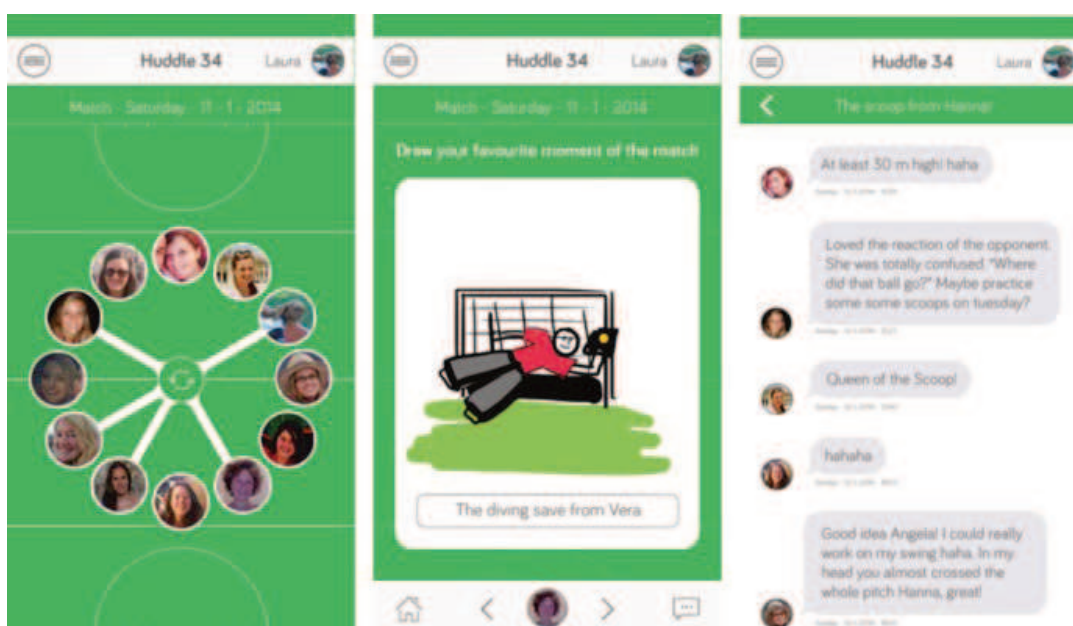 Huddle 34
Laura
Match - Saturday - 11 - 1 - 2014
Huddle 34
Laura
Match - Saturday - 11 - 1 - 2014
Draw your favourite moment of the match
The diving save from Vera
Huddle 34
Laura
The scoop from Hanna!
At least 30 m high! haha
Loved the reaction of the opponent.
She was totally confused. "Where
did that ball go?" Maybe practice
some some scoops on tuesday?
Queen of the Scoop!
hahaha
Good idea Angela! I could really
work on my swing haha. In my
head you almost crossed the
whole pitch Hanna, great!